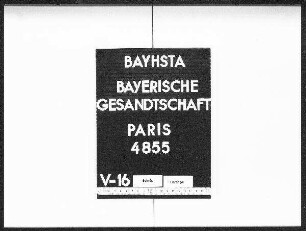 BAYHSTA
BAYERISCHE
GESANDTSCHAFT
PARIS
4855
V-16